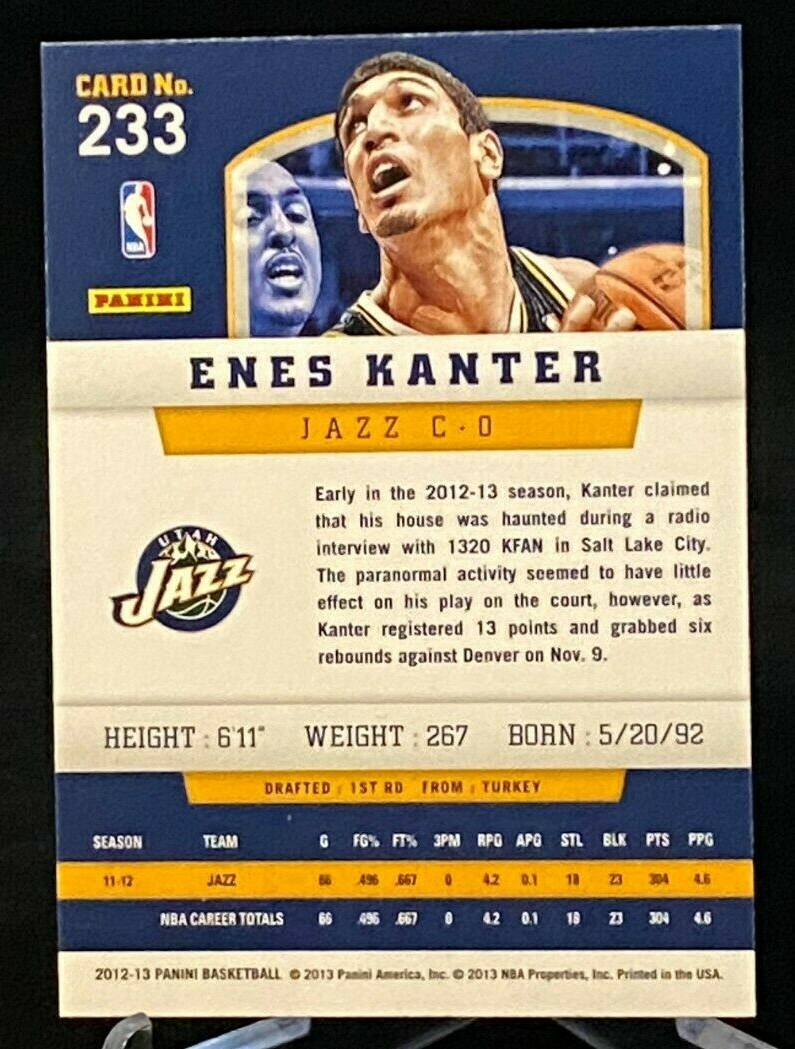 CARD No.
233
NBA
PANINI
ENES KANTER
JAZZ C•0
Early in the 2012-13 season, Kanter claimed
that his house was haunted during a radio
interview with 1320 KFAN in Salt Lake City.
The paranormal activity seemed to have little
effect on his play on the court, however, as
Kanter registered 13 points and grabbed six
rebounds against Denver on Nov. 9.
UTAH
JAZZ
HEIGHT : 6'11" WEIGHT : 267 BORN : 5/20/92
DRAFTED : 1ST RD FROM : TURKEY
SEASON TEAM G FG% FT% 3PM RPG APG STL BLK PTS PPG
11-12 JAZZ 66 .496 .667 0 4.2 0.1 18 23 304 4.6
NBA CAREER TOTALS 66 .496 .667 0 4.2 0.1 18 23 304 4.6
2012-13 PANINI BASKETBALL © 2013 Panini America, Inc. © 2013 NBA Properties, Inc. Printed in the USA.